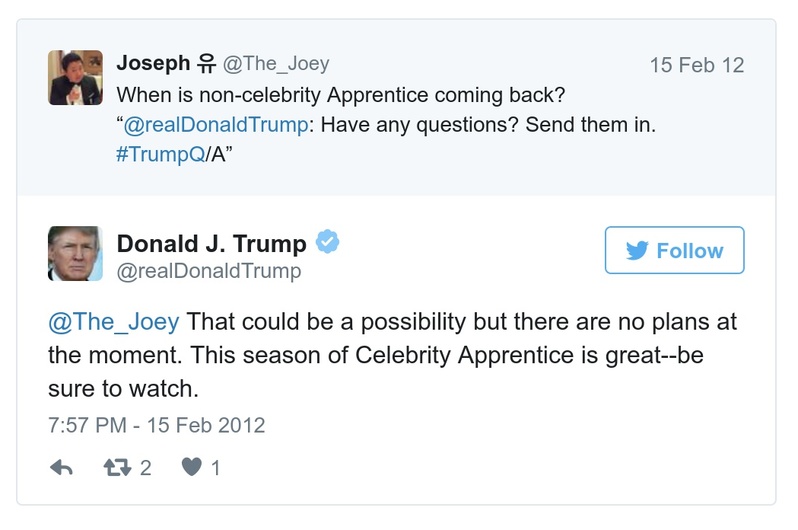 Joseph 유 @The_Joey 15 Feb 12
When is non-celebrity Apprentice coming back?
“@realDonaldTrump: Have any questions? Send them in.
#TrumpQ/A”
Donald J. Trump
@realDonaldTrump
Follow
@The_Joey That could be a possibility but there are no plans at
the moment. This season of Celebrity Apprentice is great--be
sure to watch.
7:57 PM - 15 Feb 2012
2 1